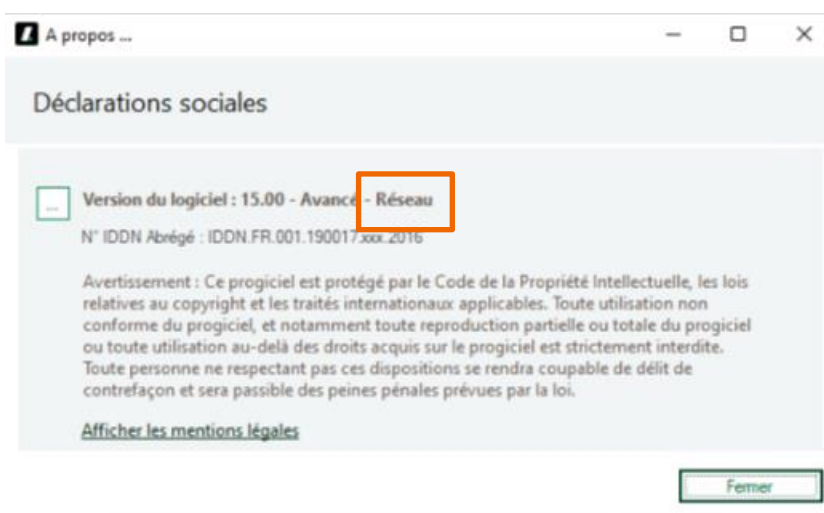 A propos ...
Déclarations sociales
... Version du logiciel : 15.00 - Avancé - Réseau
N° IDDN Abrégé : IDDN.FR.001.190017.xxx.2016
Avertissement : Ce progiciel est protégé par le Code de la Propriété Intellectuelle, les lois
relatives au copyright et les traités internationaux applicables. Toute utilisation non
conforme du progiciel, et notamment toute reproduction partielle ou totale du progiciel
ou toute utilisation au-delà des droits acquis sur le progiciel est strictement interdite.
Toute personne ne respectant pas ces dispositions se rendra coupable de délit de
contrefaçon et sera passible des peines pénales prévues par la loi.
Afficher les mentions légales
Fermer